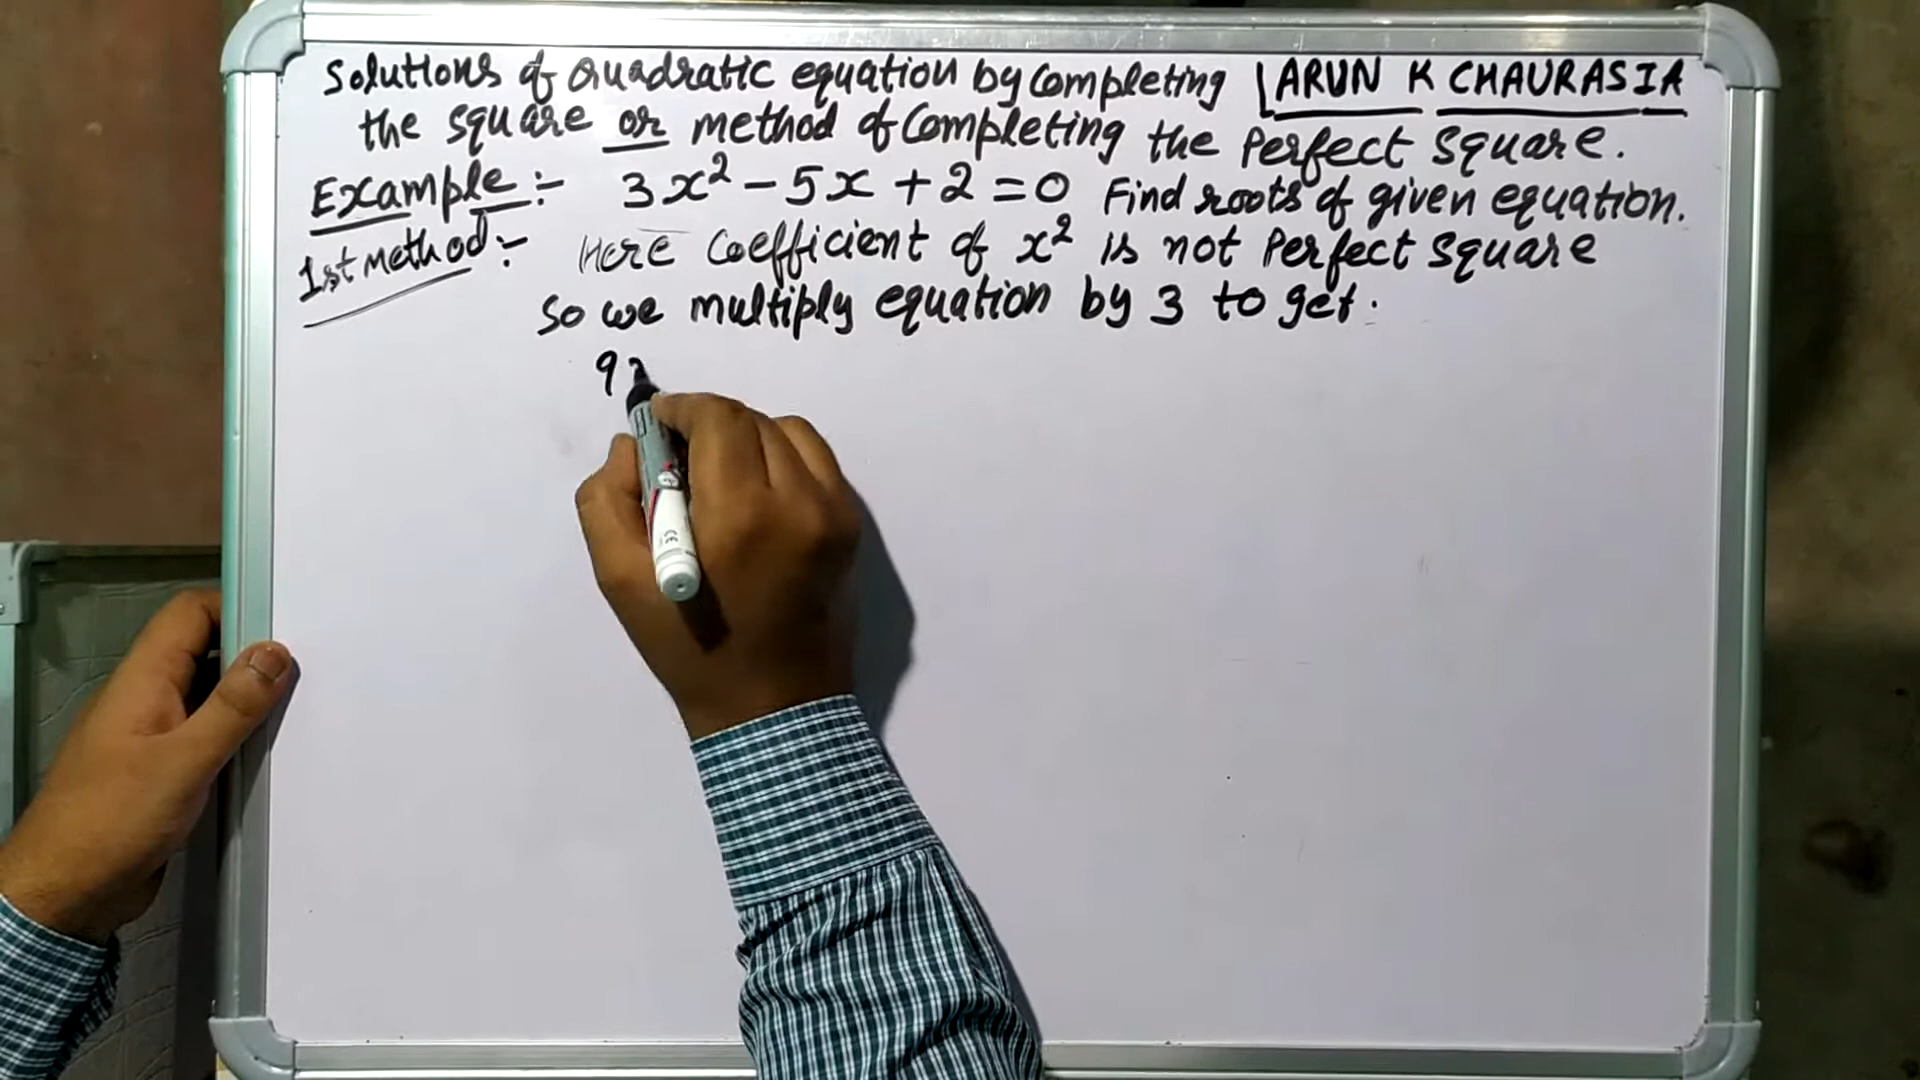 Solutions of Quadratic equation by Completing ARUN K CHAURASIA
the square or method of Completing the Perfect Square.
Example :- 3x² - 5x + 2 = 0 Find roots of given equation.
1st method :- Here Coefficient of x² is not Perfect Square
So we multiply equation by 3 to get.
9